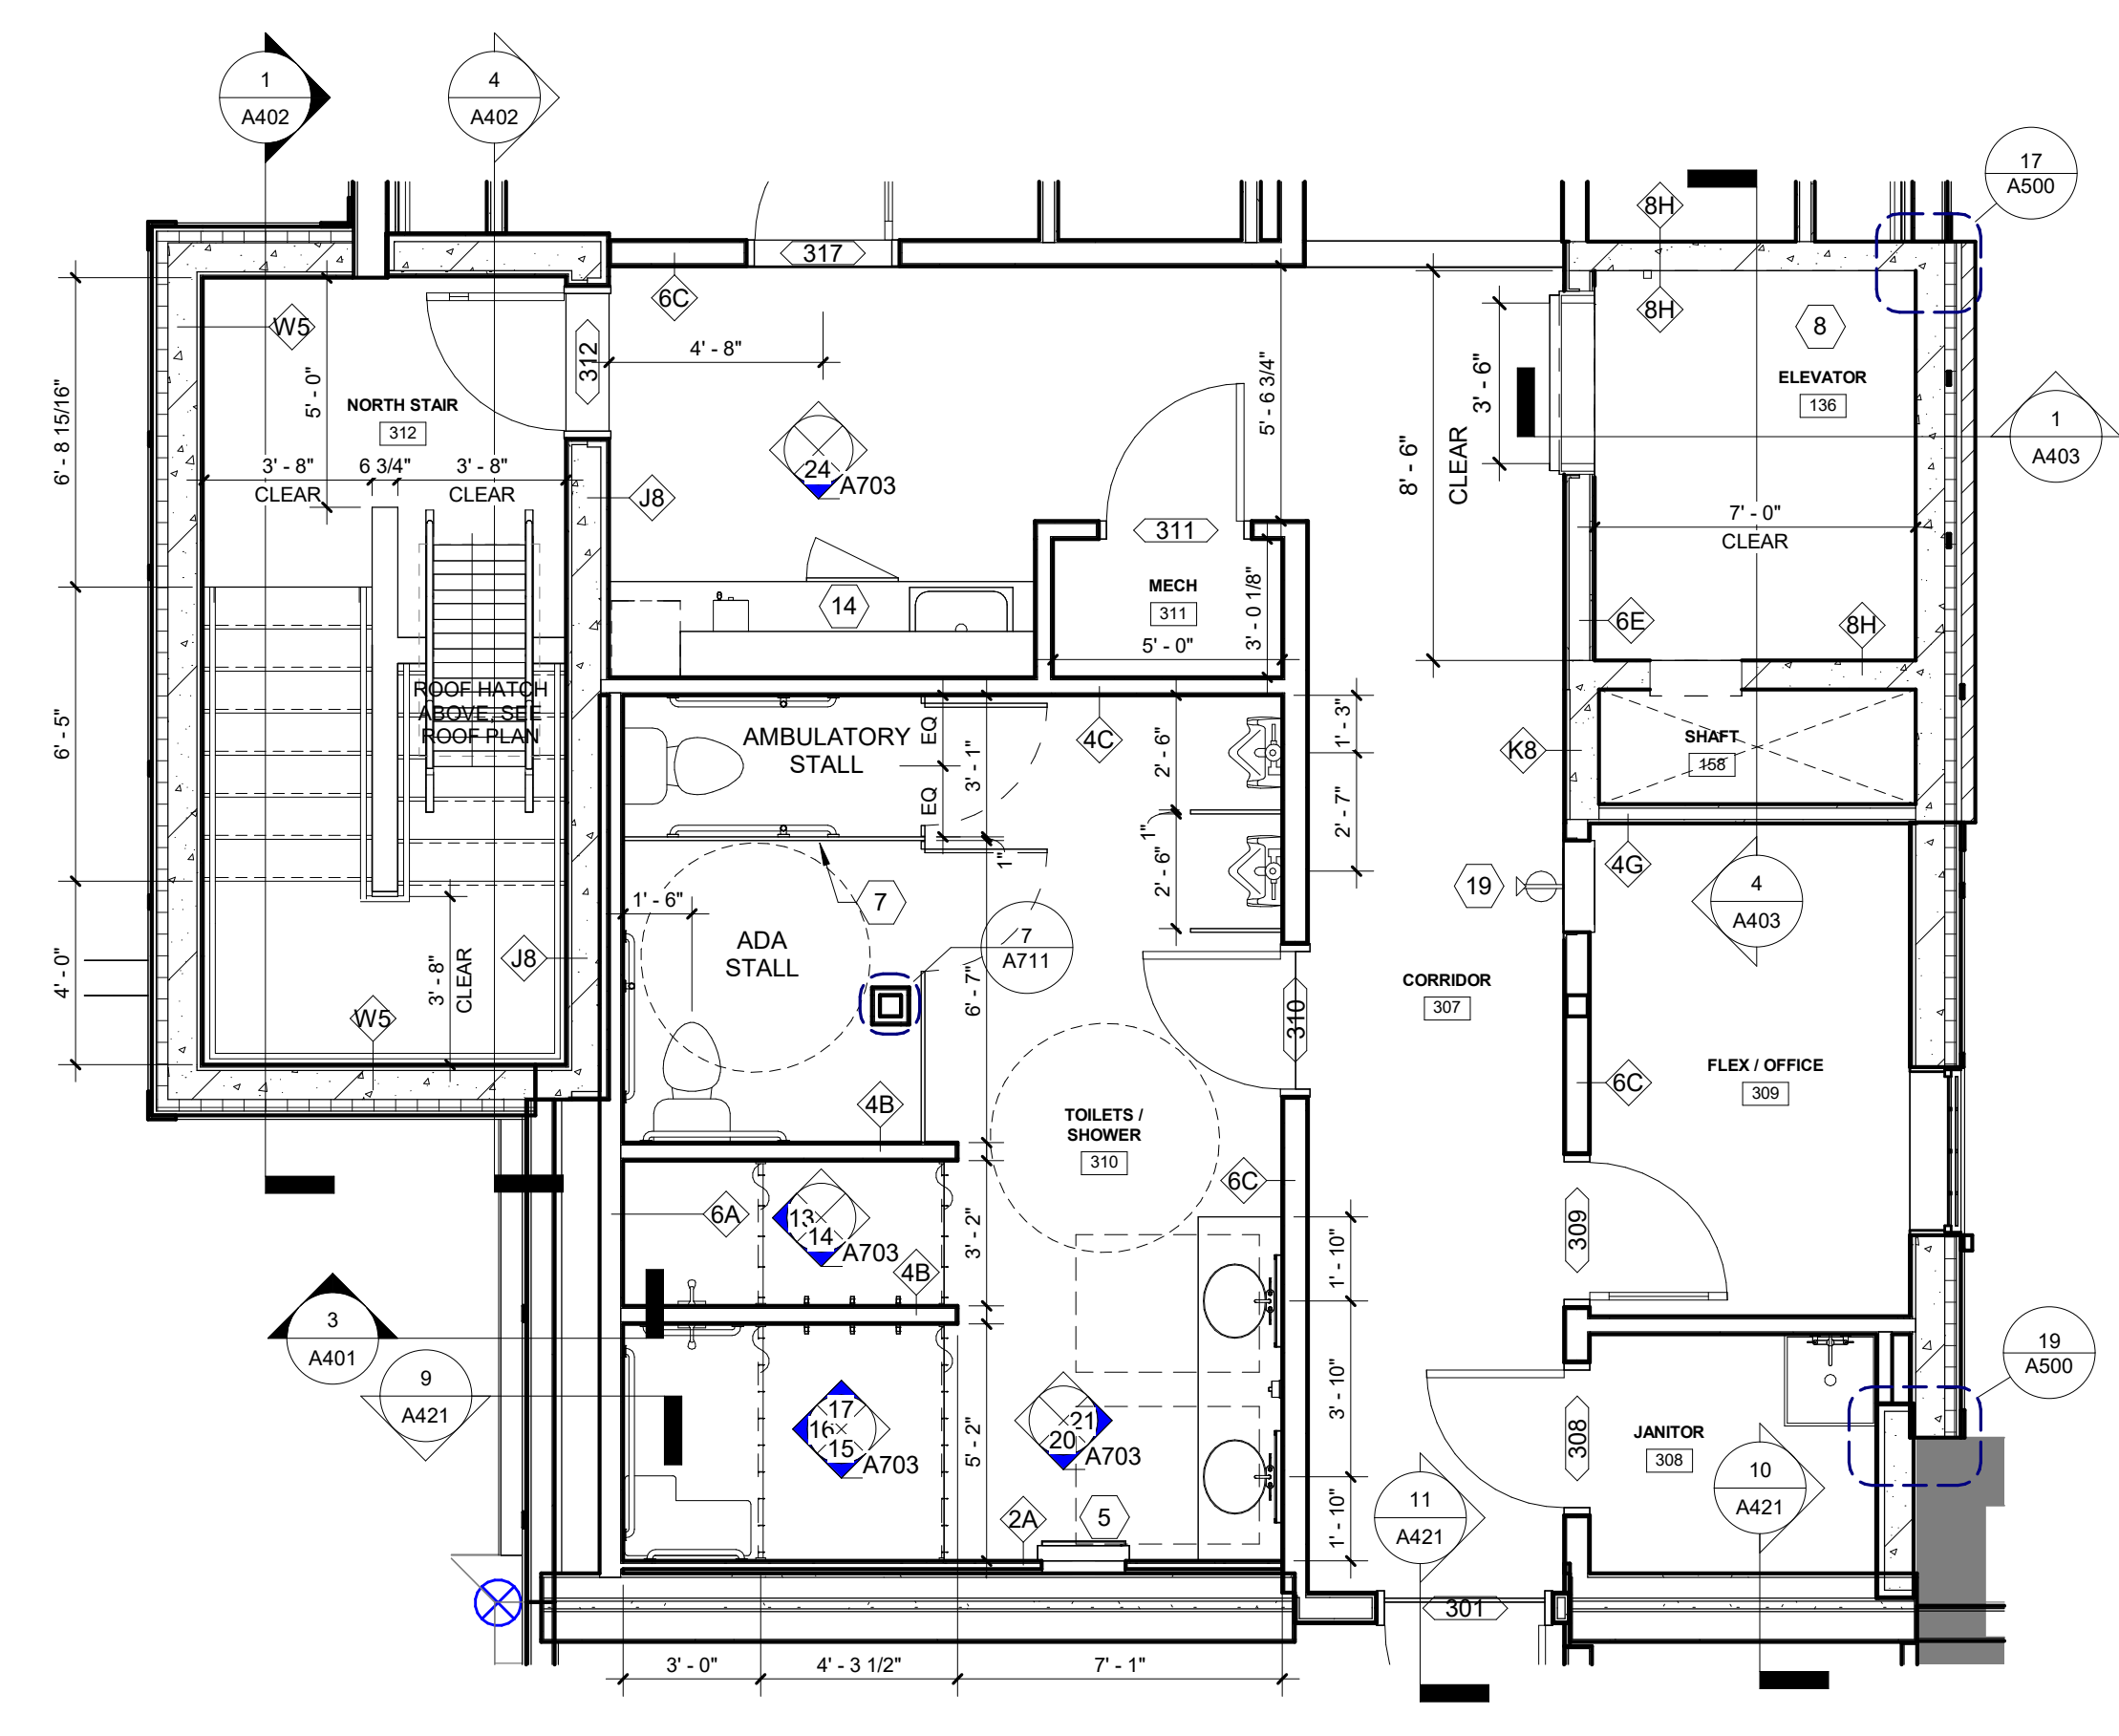 1
A402
4
A402
17
A500
8H
317
6C
8H
8
W5
312
4' - 8"
5' - 6 3/4"
3' - 6"
ELEVATOR
136
5' - 0"
NORTH STAIR
312
6' - 8 15/16"
1
A403
8' - 6"
CLEAR
3' - 8"
CLEAR
6 3/4"
3' - 8"
CLEAR
24
A703
J8
311
7' - 0"
CLEAR
MECH
311
3' - 0 1/8"
14
5' - 0"
6E
8H
ROOF HATCH
ABOVE, SEE
ROOF PLAN
6' - 5"
AMBULATORY
STALL
EQ
EQ
3' - 1"
4C
2' - 6"
1' - 3"
K8
SHAFT
158
1"
1"
2' - 6"
2' - 7"
4G
19
4
A403
1' - 6"
7
7
A711
ADA
STALL
J8
3' - 8"
CLEAR
4' - 0"
W5
6' - 7"
310
CORRIDOR
307
FLEX / OFFICE
309
6C
4B
TOILETS /
SHOWER
310
6C
6A
13
14
A703
3' - 2"
4B
1' - 10"
309
3
A401
9
A421
19
A500
17
16
15
A703
5' - 2"
21
20
A703
3' - 10"
308
JANITOR
308
10
A421
11
A421
2A
5
1' - 10"
301
3' - 0"
4' - 3 1/2"
7' - 1"